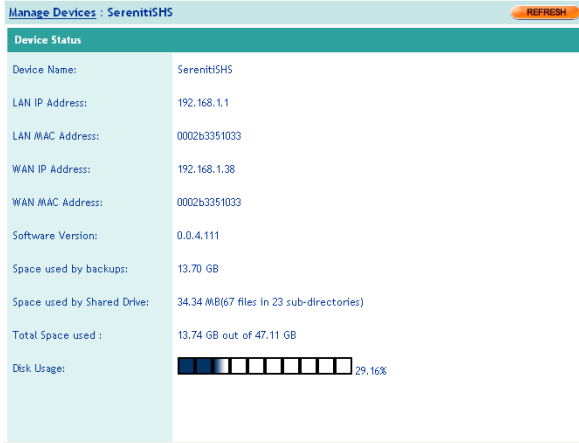 Manage Devices : SerenitiSHS
REFRESH
Device Status
Device Name: SerenitiSHS
LAN IP Address: 192.168.1.1
LAN MAC Address: 0002b3351033
WAN IP Address: 192.168.1.38
WAN MAC Address: 0002b3351033
Software Version: 0.0.4.111
Space used by backups: 13.70 GB
Space used by Shared Drive: 34.34 MB(67 files in 23 sub-directories)
Total Space used : 13.74 GB out of 47.11 GB
Disk Usage: 29.16%